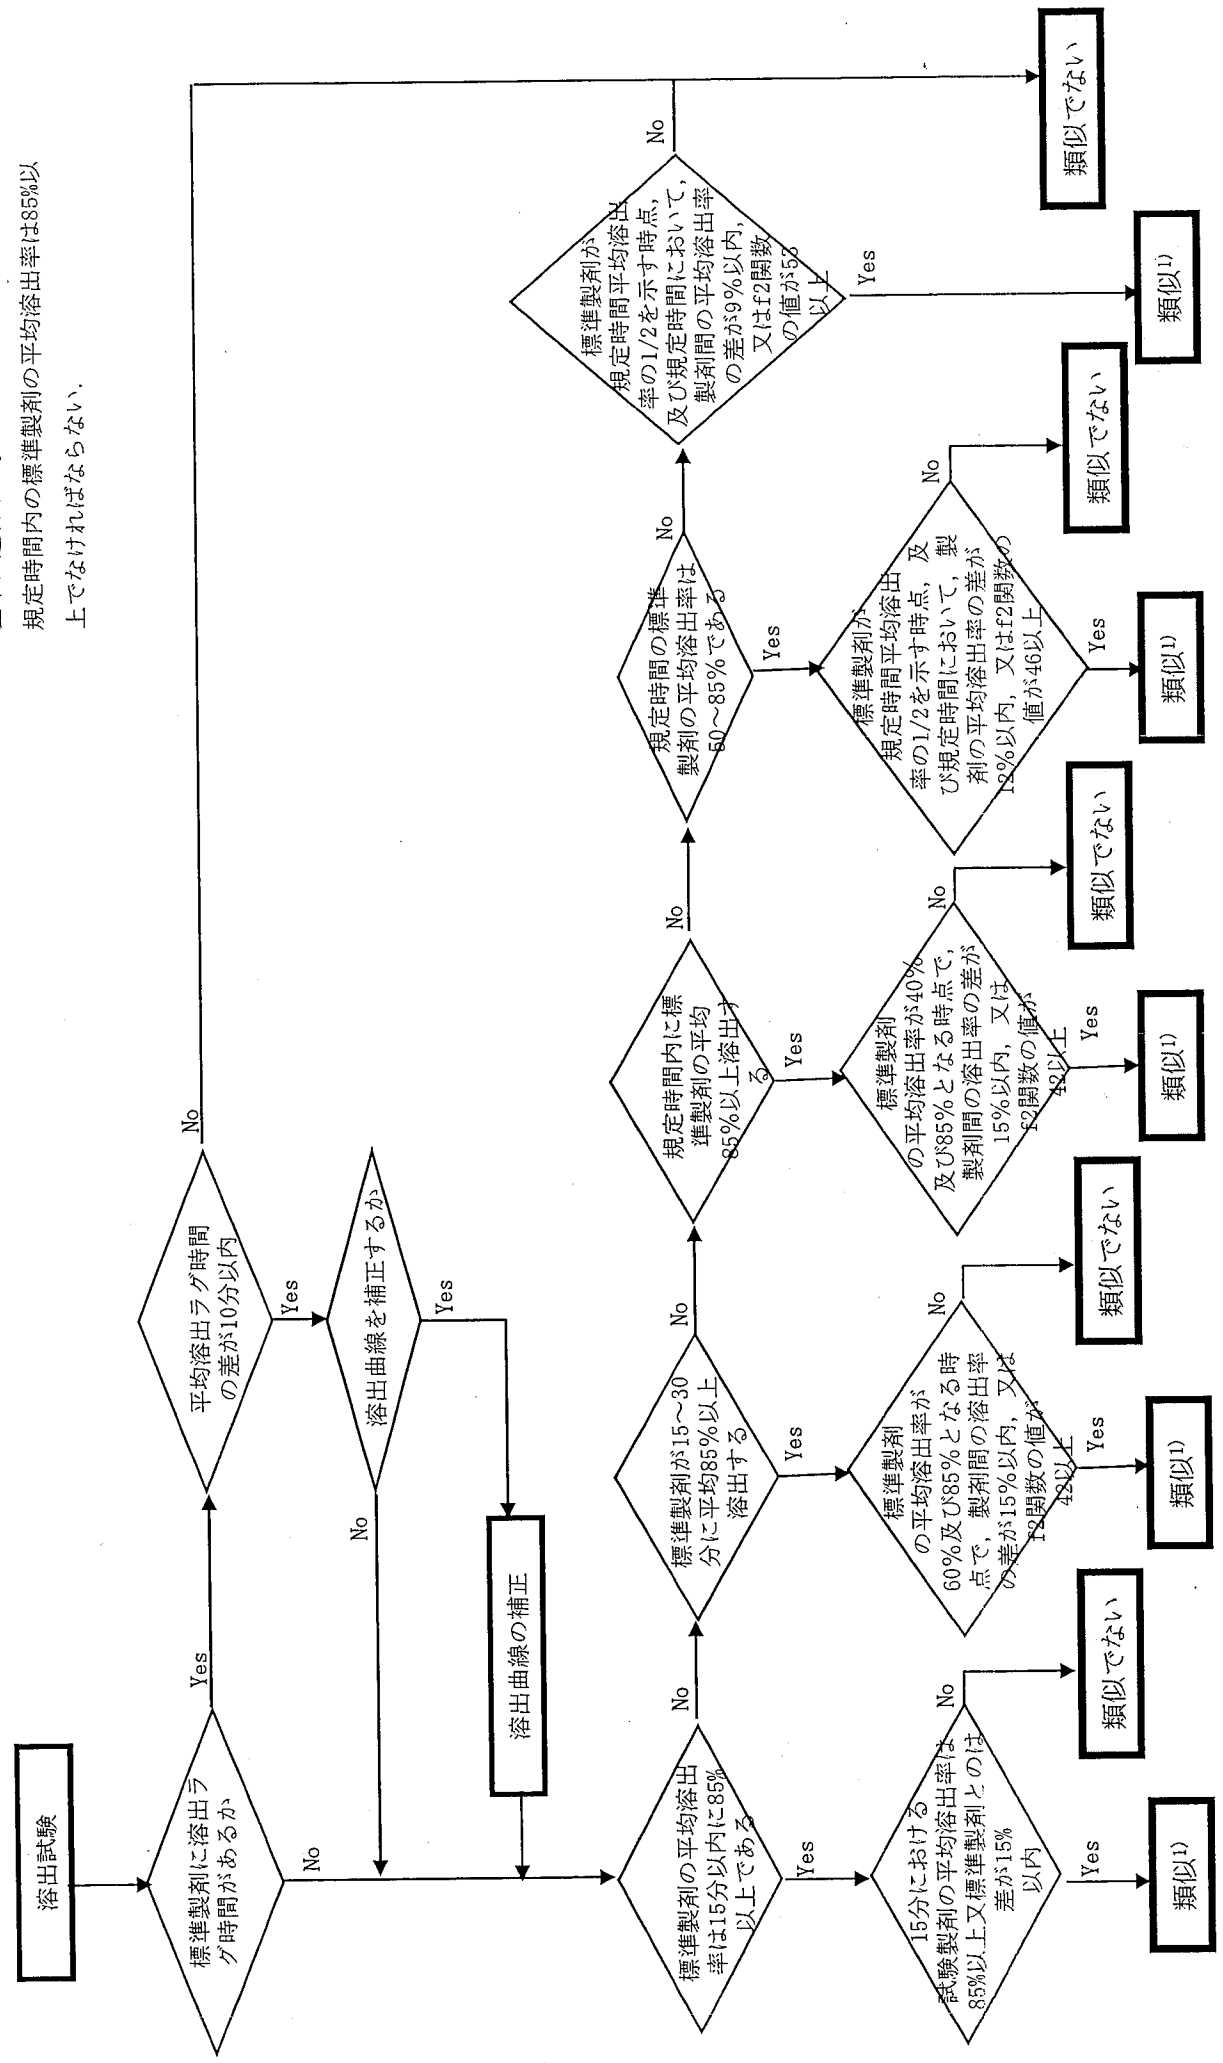 規定時間内の標準製剤の平均溶出率は85%以
上でなければならない.
溶出試験
標準製剤に溶出ラ
グ時間があるか
Yes
No
平均溶出ラグ時間
の差が10分以内
No
Yes
溶出曲線を補正するか
No
Yes
溶出曲線の補正
標準製剤の平均溶出
率は15分以内に85%
以上である
No
Yes
標準製剤が15～30
分に平均85%以上
溶出する
No
Yes
規定時間内に標
準製剤の平均
85%以上溶出す
る
No
Yes
規定時間の標準
製剤の平均溶出率は
50～85%である
No
Yes
標準製剤が
規定時間平均溶出
率の1/2を示す時点,
及び規定時間において,
製剤間の平均溶出率
の差が9%以内,
又はf2関数
の値が53
以上
No
Yes
15分における
試験製剤の平均溶出率は
85%以上又標準製剤とのは
差が15%
以内
No
Yes
標準製剤
の平均溶出率が
60%及び85%となる時
点で, 製剤間の溶出率
の差が15%以内, 又は
f2関数の値が
42以上
No
Yes
標準製剤
の平均溶出率が40%
及び85%となる時点で,
製剤間の溶出率の差が
15%以内, 又は
f2関数の値が
42以上
No
Yes
標準製剤が
規定時間平均溶出
率の1/2を示す時点, 及
び規定時間において, 製
剤の平均溶出率の差が
12%以内, 又はf2関数の
値が46以上
No
Yes
類似1)
類似でない
類似1)
類似でない
類似1)
類似でない
類似1)
類似でない
類似1)
類似でない